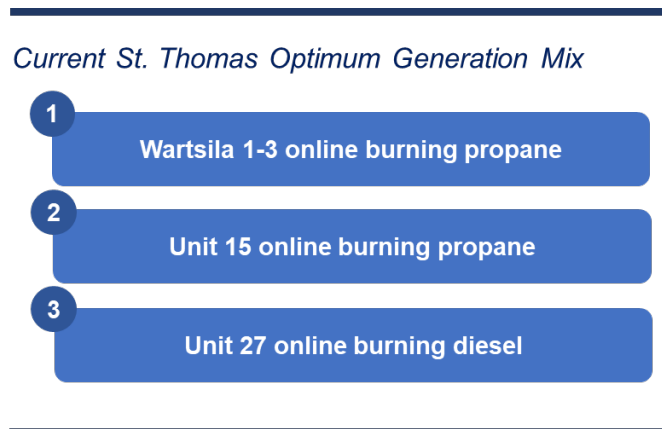 Current St. Thomas Optimum Generation Mix
1
Wartsila 1-3 online burning propane
2
Unit 15 online burning propane
3
Unit 27 online burning diesel